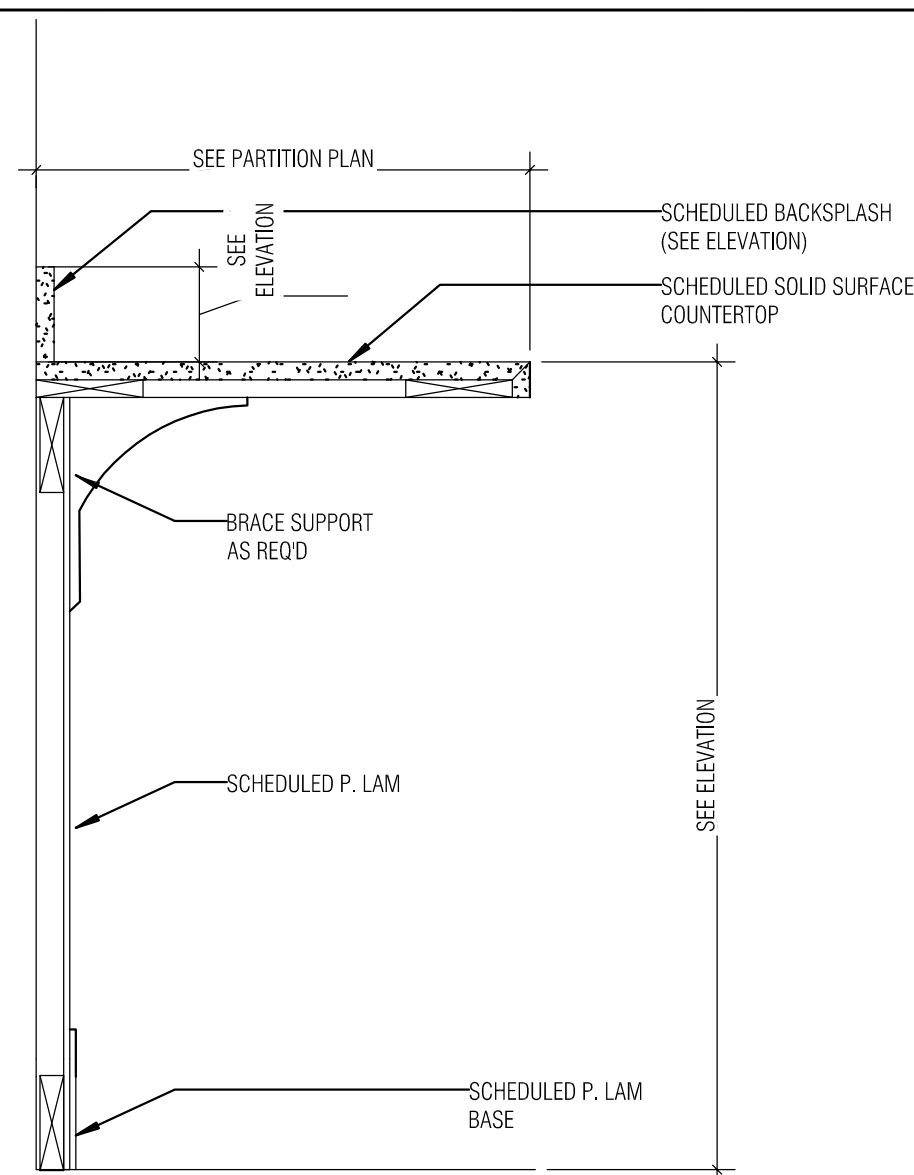 SEE PARTITION PLAN
SEE
ELEVATION
SCHEDULED BACKSPLASH
(SEE ELEVATION)
SCHEDULED SOLID SURFACE
COUNTERTOP
BRACE SUPPORT
AS REQ'D
SEE ELEVATION
SCHEDULED P. LAM
SCHEDULED P. LAM
BASE